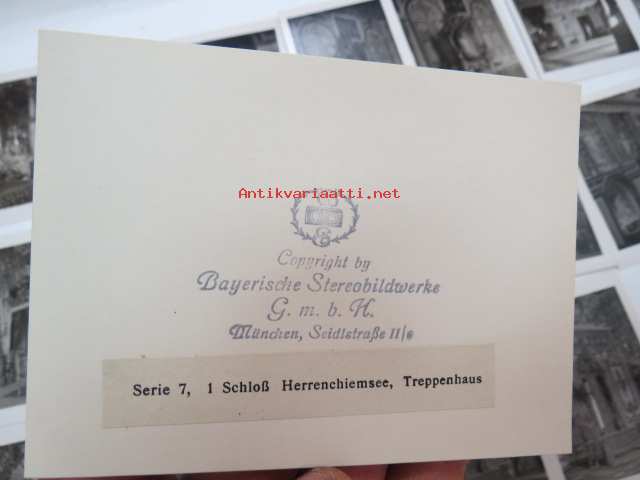 Antikvariaatti.net
Copyright by
Bayerische Stereobildwerke
G. m. b. H.
München, Seidlstraße 11/0
Serie 7, 1 Schloß Herrenchiemsee, Treppenhaus